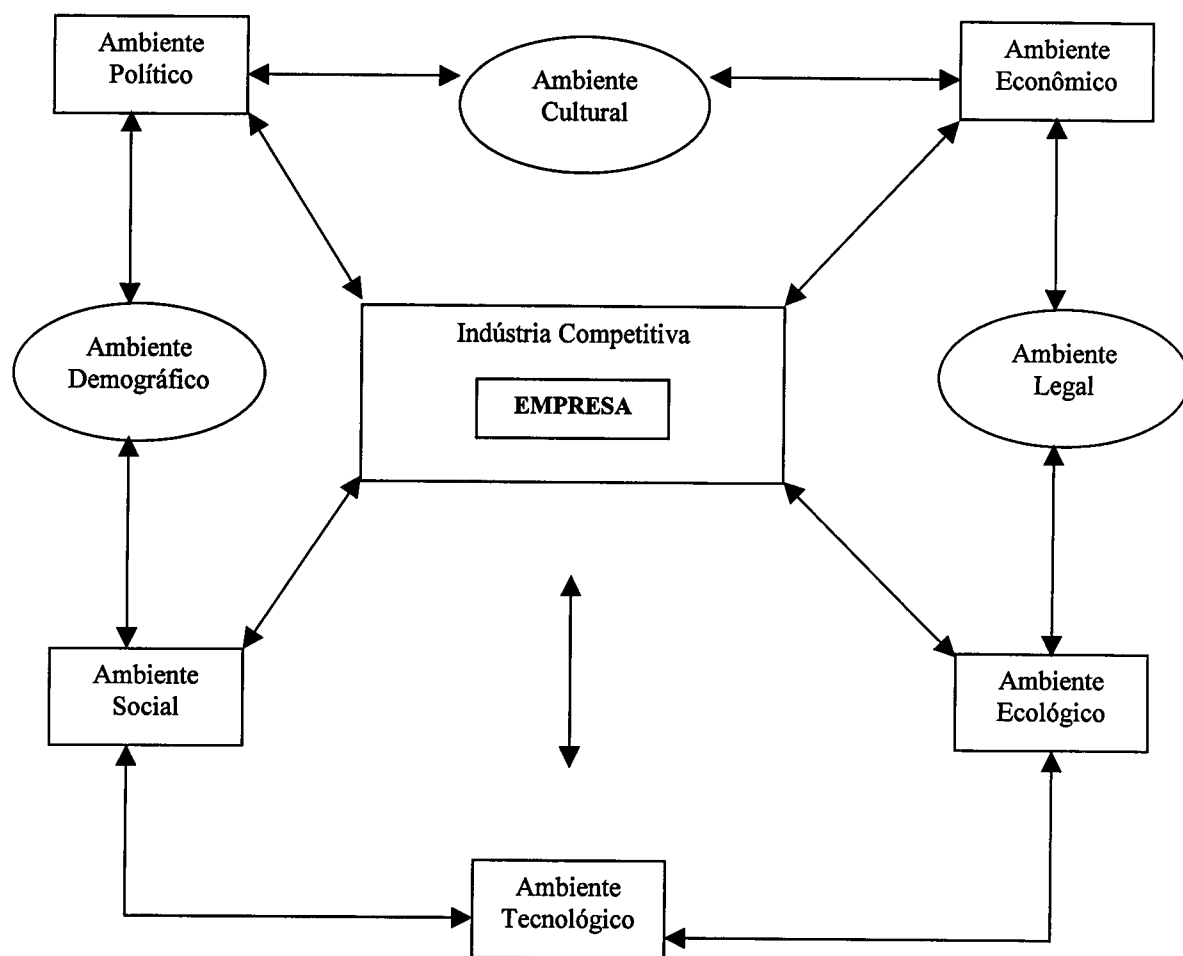 Ambiente
Político
Ambiente
Cultural
Ambiente
Econômico
Indústria Competitiva
EMPRESA
Ambiente
Demográfico
Ambiente
Legal
Ambiente
Social
Ambiente
Ecológico
Ambiente
Tecnológico